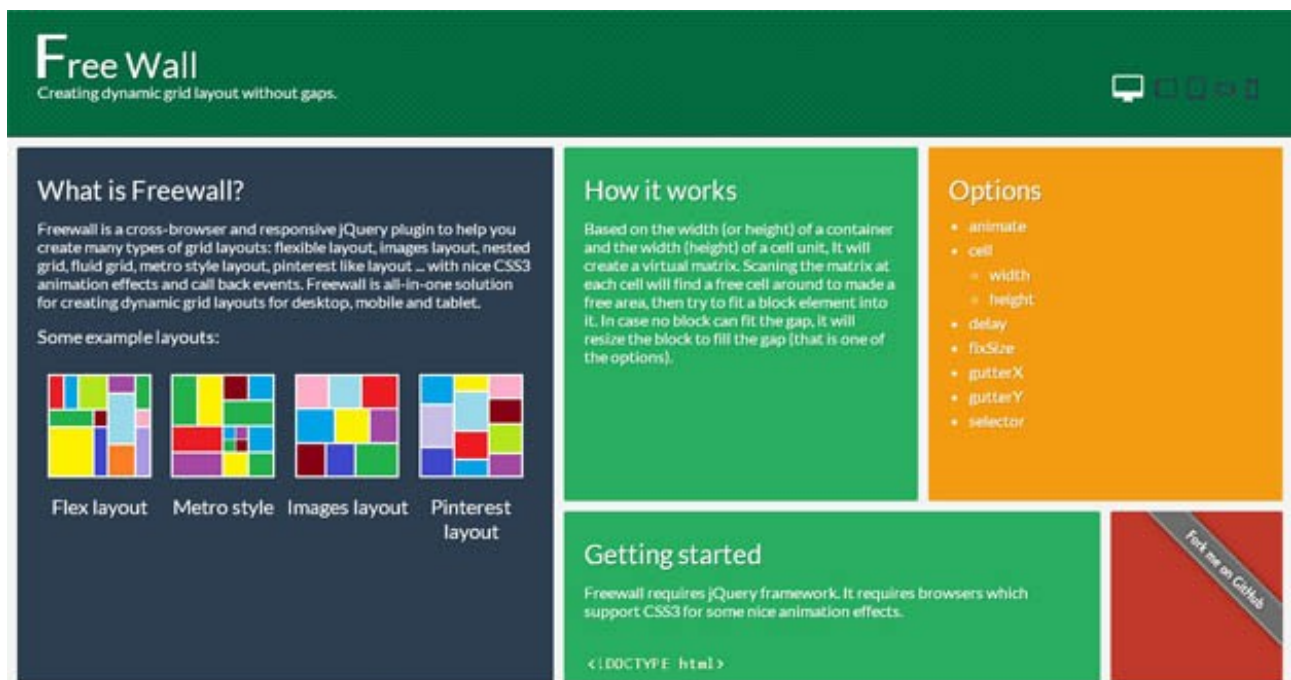 Free Wall
Creating dynamic grid layout without gaps.
What is Freewall?
Freewall is a cross-browser and responsive jQuery plugin to help you
create many types of grid layouts: flexible layout, images layout, nested
grid, fluid grid, metro style layout, pinterest like layout ... with nice CSS3
animation effects and call back events. Freewall is all-in-one solution
for creating dynamic grid layouts for desktop, mobile and tablet.
Some example layouts:
Flex layout
Metro style
Images layout
Pinterest
layout
How it works
Based on the width (or height) of a container
and the width (height) of a cell unit, It will
create a virtual matrix. Scaning the matrix at
each cell will find a free cell around to made a
free area, then try to fit a block element into
it. In case no block can fit the gap, it will
resize the block to fill the gap (that is one of
the options).
Options
• animate
• cell
◦ width
◦ height
• delay
• fixSize
• gutterX
• gutterY
• selector
Getting started
Freewall requires jQuery framework. It requires browsers which
support CSS3 for some nice animation effects.
<!DOCTYPE html>
Fork me on GitHub